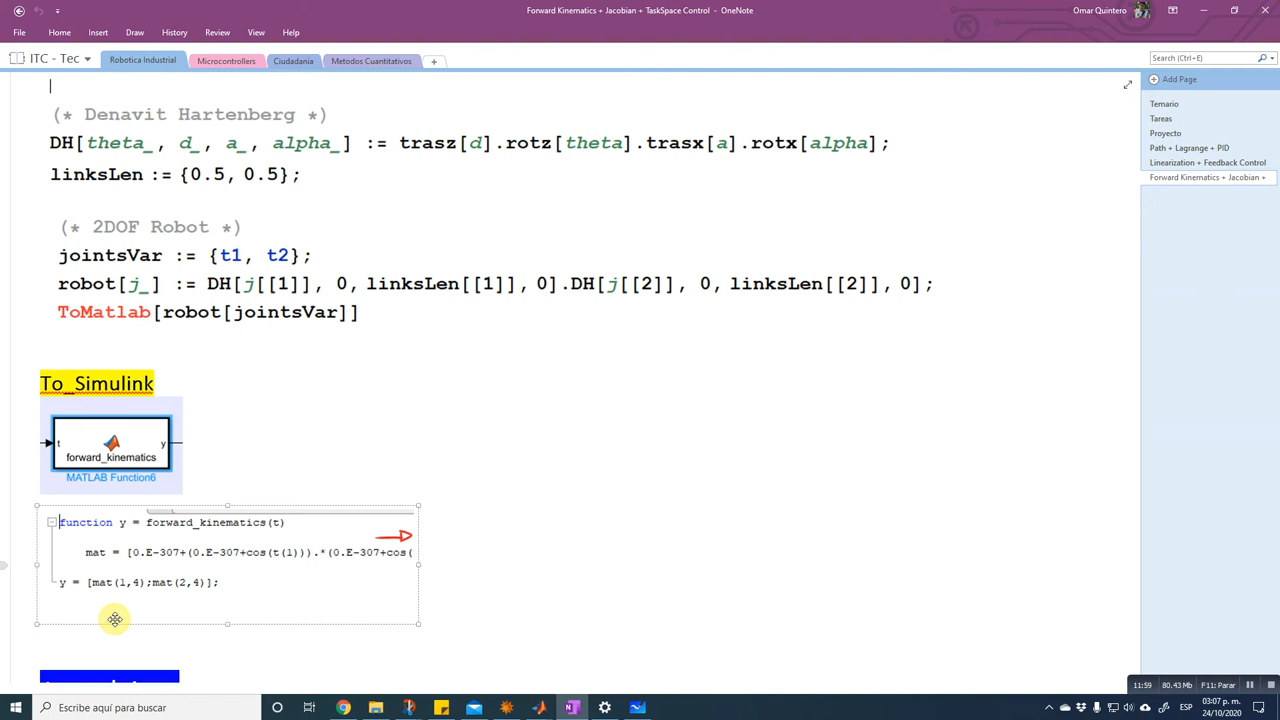 Forward Kinematics + Jacobian + TaskSpace Control - OneNote
Omar Quintero
File Home Insert Draw History Review View Help
ITC - Tec
Robotica Industrial
Microcontrollers
Ciudadania
Metodos Cuantitativos
Search (Ctrl+E)
Add Page
Temario
Tareas
Proyecto
Path + Lagrange + PID
Linearization + Feedback Control
Forward Kinematics + Jacobian +
(* Denavit Hartenberg *)
DH[theta_, d_, a_, alpha_] := trasz[d].rotz[theta].trasx[a].rotx[alpha];
linksLen := {0.5, 0.5};
(* 2DOF Robot *)
jointsVar := {t1, t2};
robot[j_] := DH[j[[1]], 0, linksLen[[1]], 0].DH[j[[2]], 0, linksLen[[2]], 0];
ToMatlab[robot[jointsVar]]
To Simulink
t y
forward_kinematics
MATLAB Function6
function y = forward_kinematics(t)
mat = [0.E-307+(0.E-307+cos(t(1))).*(0.E-307+cos(
y = [mat(1,4);mat(2,4)];
11:59 80.43 MB F11: Parar
Escribe aquí para buscar
ESP
03:07 p. m.
24/10/2020